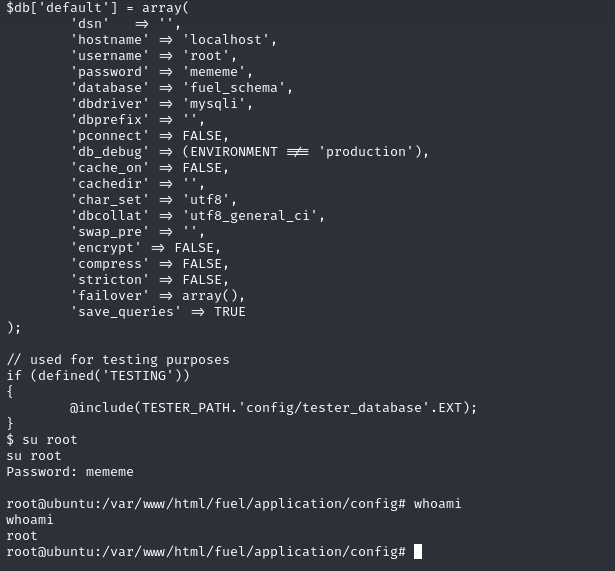 $db['default'] = array(
        'dsn'   => '',
        'hostname' => 'localhost',
        'username' => 'root',
        'password' => 'mememe',
        'database' => 'fuel_schema',
        'dbdriver' => 'mysqli',
        'dbprefix' => '',
        'pconnect' => FALSE,
        'db_debug' => (ENVIRONMENT !== 'production'),
        'cache_on' => FALSE,
        'cachedir' => '',
        'char_set' => 'utf8',
        'dbcollat' => 'utf8_general_ci',
        'swap_pre' => '',
        'encrypt' => FALSE,
        'compress' => FALSE,
        'stricton' => FALSE,
        'failover' => array(),
        'save_queries' => TRUE
);

// used for testing purposes
if (defined('TESTING'))
{
        @include(TESTER_PATH.'config/tester_database'.EXT);
}
$ su root
su root
Password: mememe

root@ubuntu:/var/www/html/fuel/application/config# whoami
whoami
root
root@ubuntu:/var/www/html/fuel/application/config#